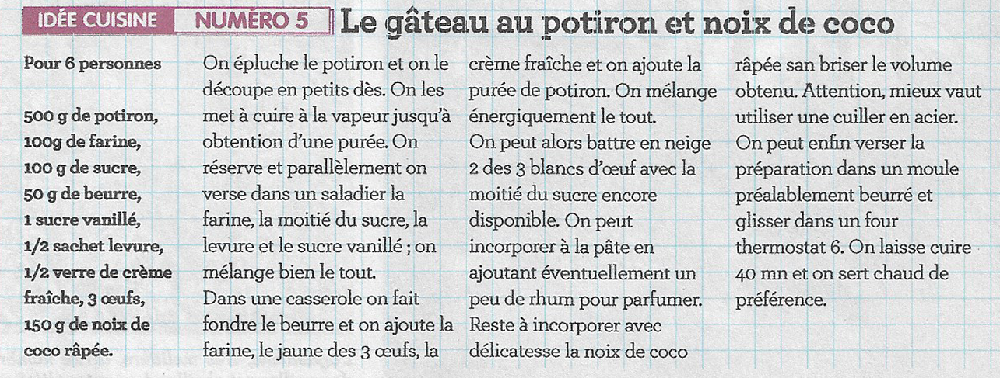 IDÉE CUISINE NUMÉRO 5 Le gâteau au potiron et noix de coco
Pour 6 personnes
500 g de potiron,
100g de farine,
100 g de sucre,
50 g de beurre,
1 sucre vanillé,
1/2 sachet levure,
1/2 verre de crème
fraîche, 3 œufs,
150 g de noix de
coco râpée.
On épluche le potiron et on le
découpe en petits dès. On les
met à cuire à la vapeur jusqu'à
obtention d'une purée. On
réserve et parallèlement on
verse dans un saladier la
farine, la moitié du sucre, la
levure et le sucre vanillé ; on
mélange bien le tout.
Dans une casserole on fait
fondre le beurre et on ajoute la
farine, le jaune des 3 œufs, la
crème fraîche et on ajoute la
purée de potiron. On mélange
énergiquement le tout.
On peut alors battre en neige
2 des 3 blancs d'œuf avec la
moitié du sucre encore
disponible. On peut
incorporer à la pâte en
ajoutant éventuellement un
peu de rhum pour parfumer.
Reste à incorporer avec
délicatesse la noix de coco
râpée san briser le volume
obtenu. Attention, mieux vaut
utiliser une cuiller en acier.
On peut enfin verser la
préparation dans un moule
préalablement beurré et
glisser dans un four
thermostat 6. On laisse cuire
40 mn et on sert chaud de
préférence.